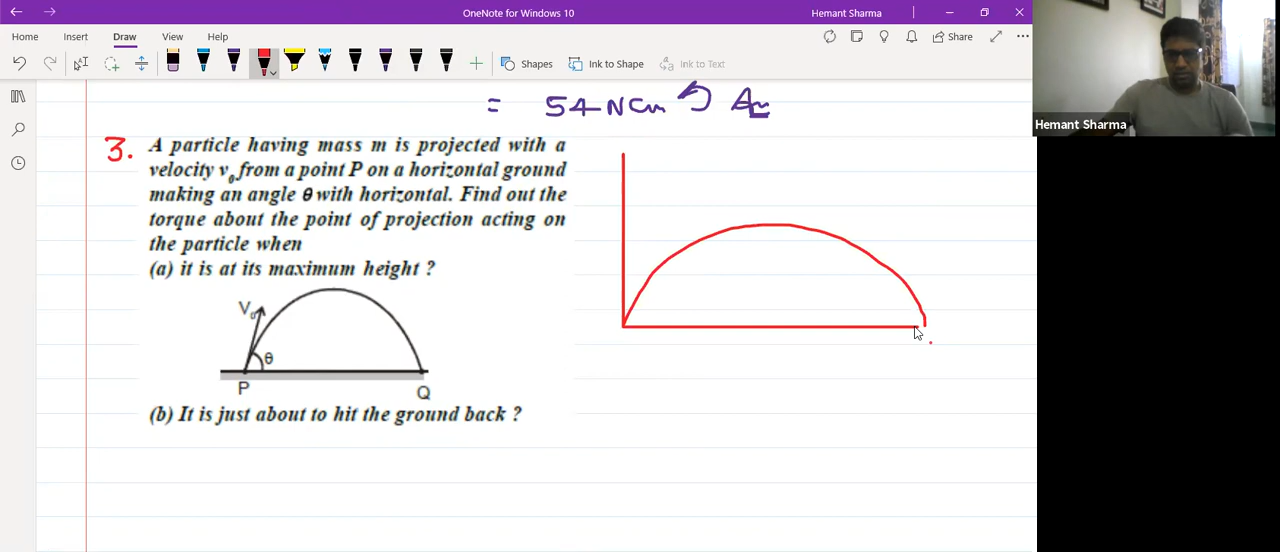 OneNote for Windows 10
Hemant Sharma
Home
Insert
Draw
View
Help
Share
Shapes
Ink to Shape
Ink to Text
Hemant Sharma
= 54 N cm
3. A particle having mass m is projected with a
velocity v0 from a point P on a horizontal ground
making an angle θ with horizontal. Find out the
torque about the point of projection acting on
the particle when
(a) it is at its maximum height ?
V0
θ
P
Q
(b) It is just about to hit the ground back ?